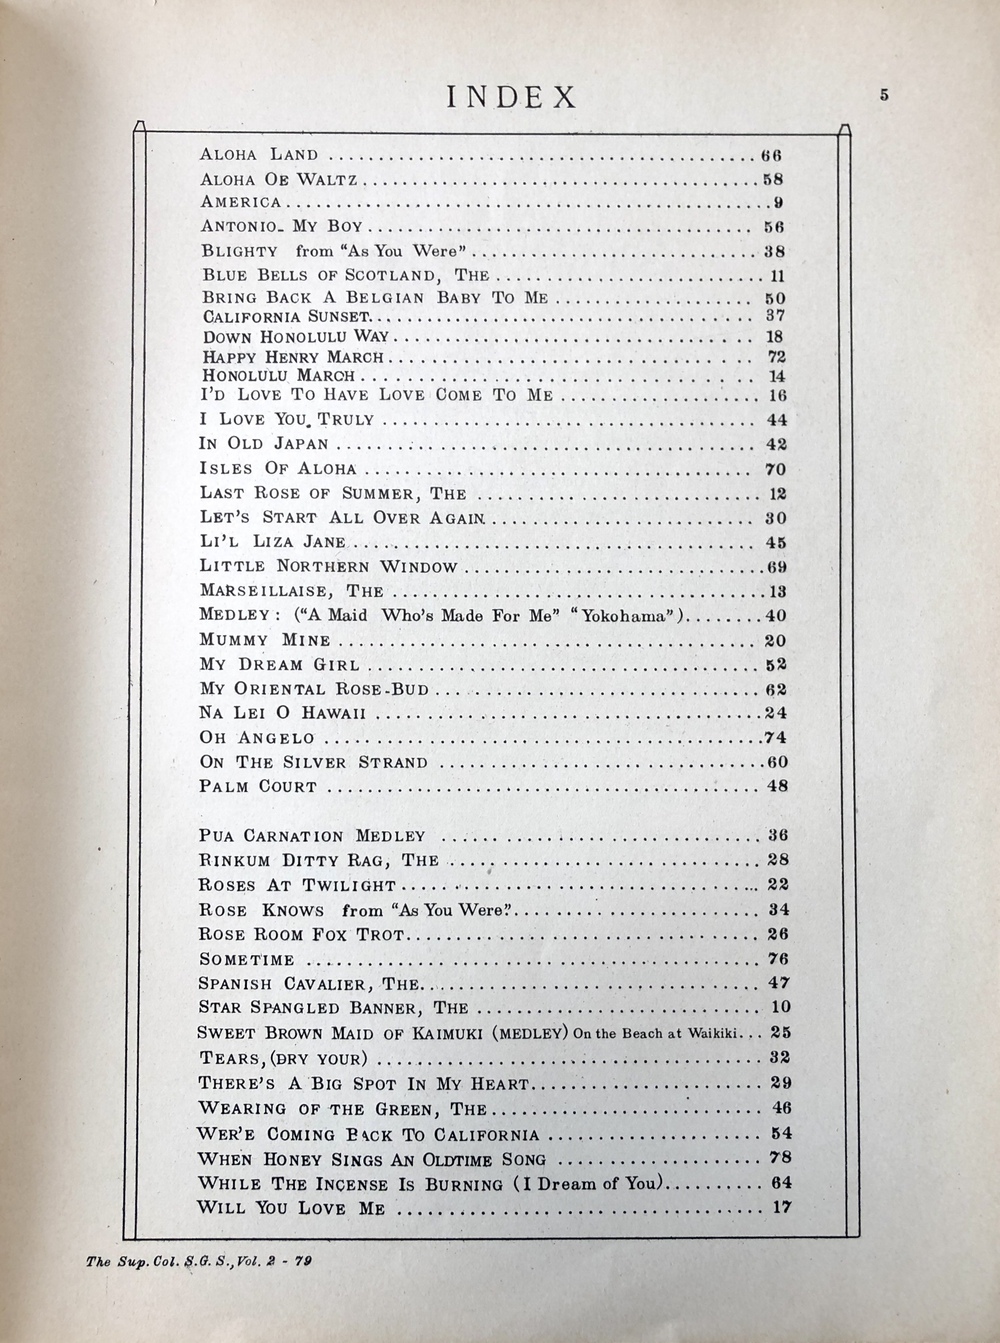 INDEX
5
ALOHA LAND ........................................ 66
ALOHA OE WALTZ ........................................ 58
AMERICA ........................................ 9
ANTONIO_ MY BOY ........................................ 56
BLIGHTY from “As You Were” ........................................ 38
BLUE BELLS OF SCOTLAND, THE ........................................ 11
BRING BACK A BELGIAN BABY TO ME ........................................ 50
CALIFORNIA SUNSET ........................................ 37
DOWN HONOLULU WAY ........................................ 18
HAPPY HENRY MARCH ........................................ 72
HONOLULU MARCH ........................................ 14
I’D LOVE TO HAVE LOVE COME TO ME ........................................ 16
I LOVE YOU. TRULY ........................................ 44
IN OLD JAPAN ........................................ 42
ISLES OF ALOHA ........................................ 70
LAST ROSE OF SUMMER, THE ........................................ 12
LET’S START ALL OVER AGAIN ........................................ 30
LI’L LIZA JANE ........................................ 45
LITTLE NORTHERN WINDOW ........................................ 69
MARSEILLAISE, THE ........................................ 13
MEDLEY : (“A Maid Who’s Made For Me” “Yokohama”) ........ 40
MUMMY MINE ........................................ 20
MY DREAM GIRL ........................................ 52
MY ORIENTAL ROSE-BUD ........................................ 62
NA LEI O HAWAII ........................................ 24
OH ANGELO ........................................ 74
ON THE SILVER STRAND ........................................ 60
PALM COURT ........................................ 48
PUA CARNATION MEDLEY ........................................ 36
RINKUM DITTY RAG, THE ........................................ 28
ROSES AT TWILIGHT ........................................ 22
ROSE KNOWS from “As You Were”. ........................................ 34
ROSE ROOM FOX TROT ........................................ 26
SOMETIME ........................................ 76
SPANISH CAVALIER, THE ........................................ 47
STAR SPANGLED BANNER, THE ........................................ 10
SWEET BROWN MAID OF KAIMUKI (MEDLEY) On the Beach at Waikiki... 25
TEARS, (DRY YOUR) ........................................ 32
THERE’S A BIG SPOT IN MY HEART ........................................ 29
WEARING OF THE GREEN, THE ........................................ 46
WER’E COMING BACK TO CALIFORNIA ........................................ 54
WHEN HONEY SINGS AN OLDTIME SONG ........................................ 78
WHILE THE INCENSE IS BURNING (I Dream of You) .......... 64
WILL YOU LOVE ME ........................................ 17
The Sup. Col. S.G. S., Vol. 2 - 79